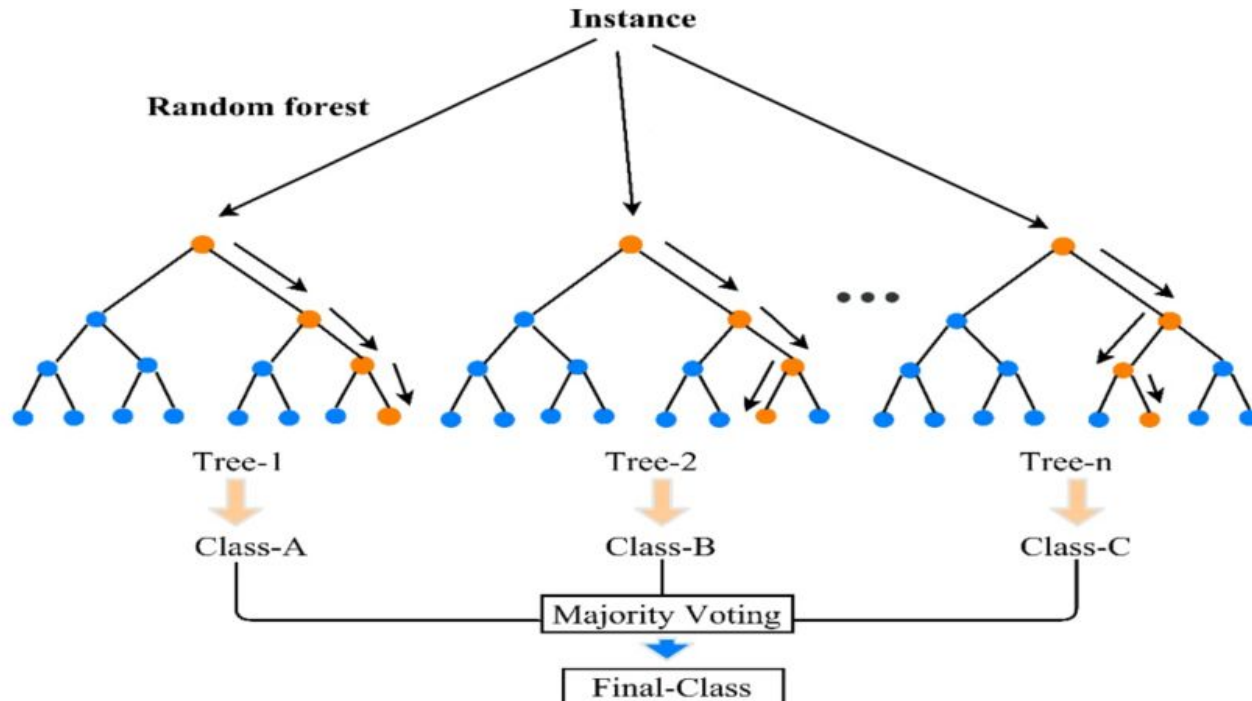 Instance
Random forest
Tree-1
Tree-2
Tree-n
Class-A
Class-B
Class-C
Majority Voting
Final-Class